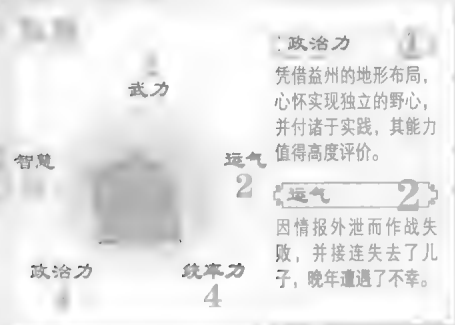 政治力
凭借益州的地形布局，
心怀实现独立的野心，
并付诸于实践，其能力
值得高度评价。
运气 2
因情报外泄而作战失
败，并接连失去了儿
子，晚年遭遇了不幸。
武力
智慧
运气
2
政治力
统率力
4